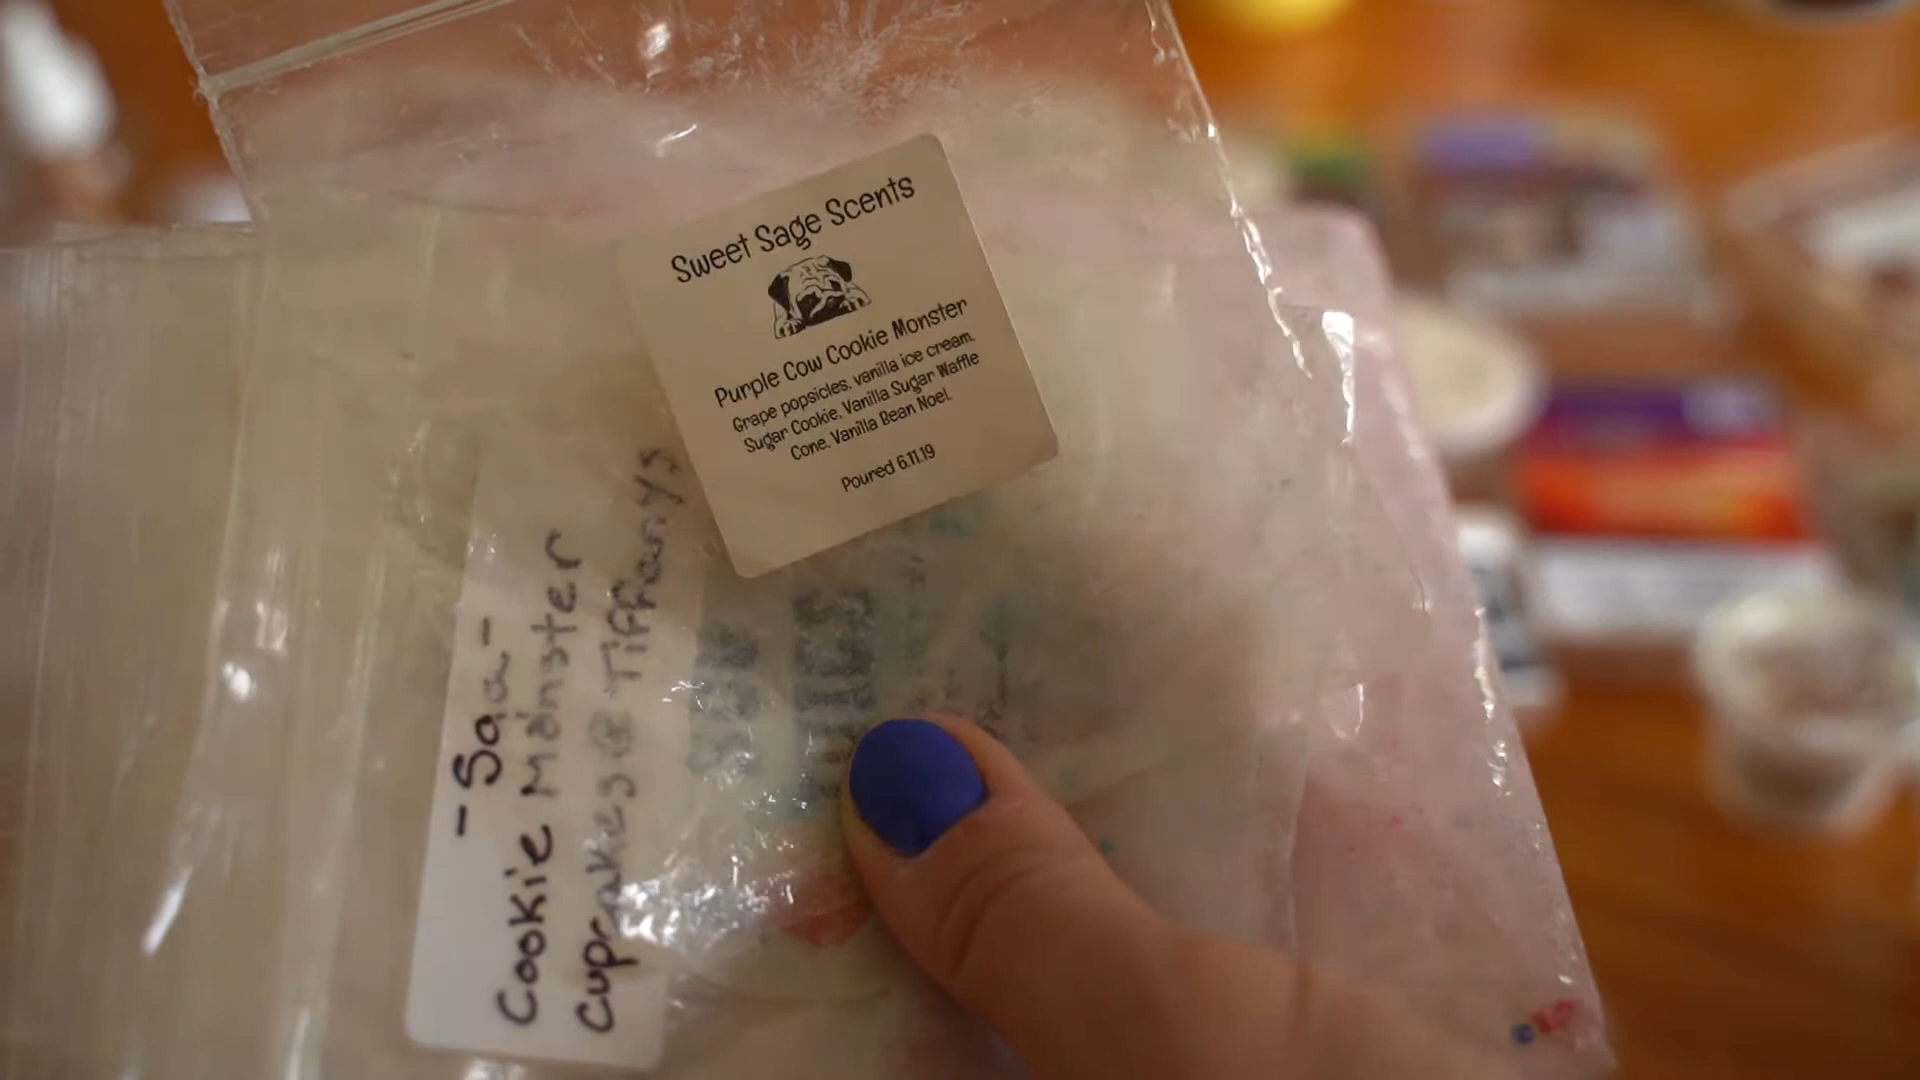 Sweet Sage Scents
Purple Cow Cookie Monster
Grape popsicles, vanilla ice cream,
Sugar Cookie, Vanilla Sugar Waffle
Cone, Vanilla Bean Noel.
Poured 6.11.19
Cookie Monster
Cupcakes @ Tiffany's